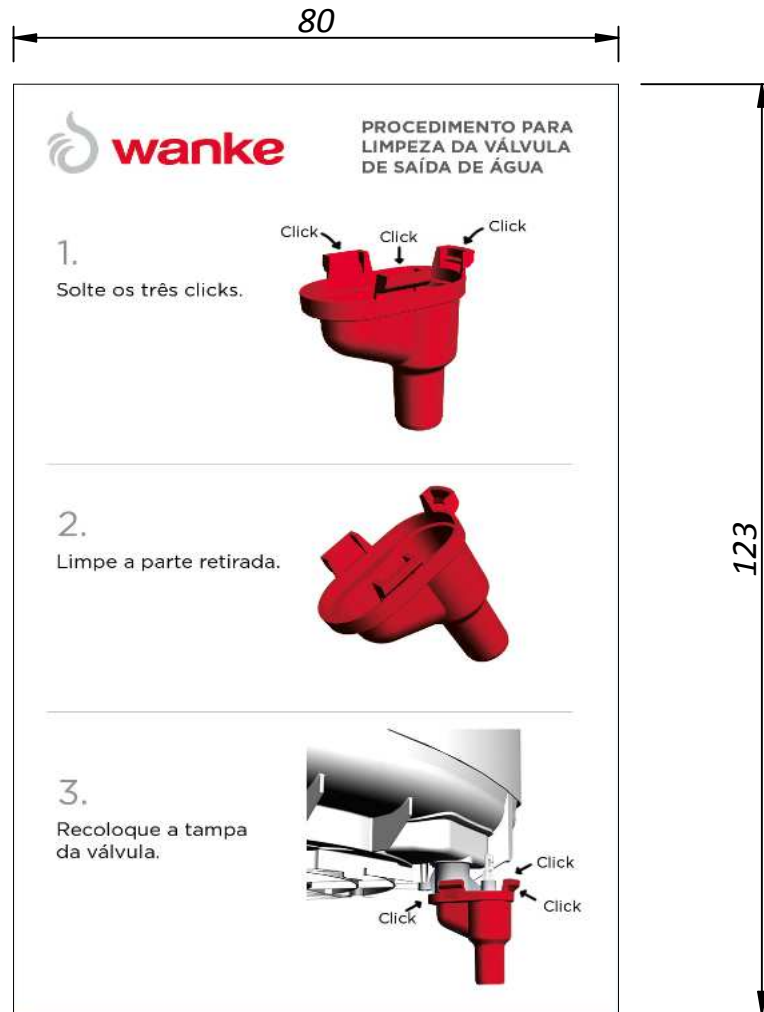 80
wanke
PROCEDIMENTO PARA
LIMPEZA DA VÁLVULA
DE SAÍDA DE ÁGUA
1.
Solte os três clicks.
Click
Click
Click
2.
Limpe a parte retirada.
123
3.
Recoloque a tampa
da válvula.
Click
Click
Click